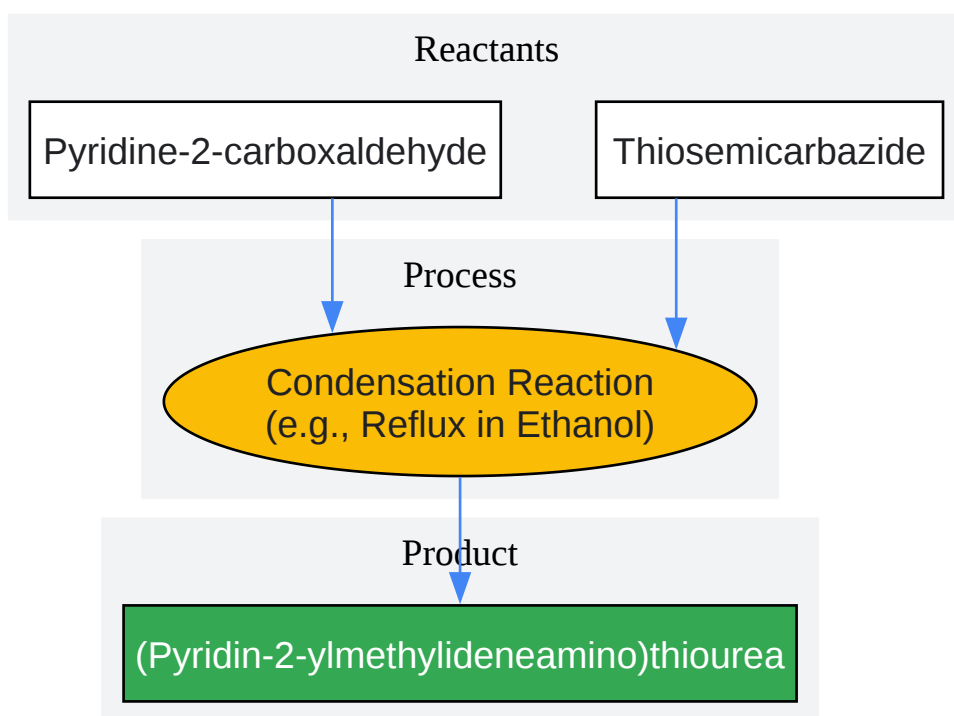 Reactants
Pyridine-2-carboxaldehyde
Thiosemicarbazide
Process
Condensation Reaction
(e.g., Reflux in Ethanol)
Product
(Pyridin-2-ylmethylideneamino)thiourea